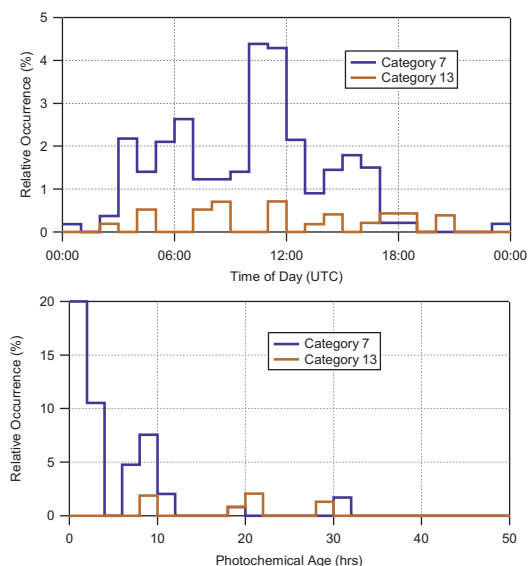 5
4
3
2
1
0
Relative Occurrence (%)
Category 7
Category 13
00:00 06:00 12:00 18:00 00:00
Time of Day (UTC)
20
15
10
5
0
Relative Occurrence (%)
Category 7
Category 13
0 10 20 30 40 50
Photochemical Age (hrs)